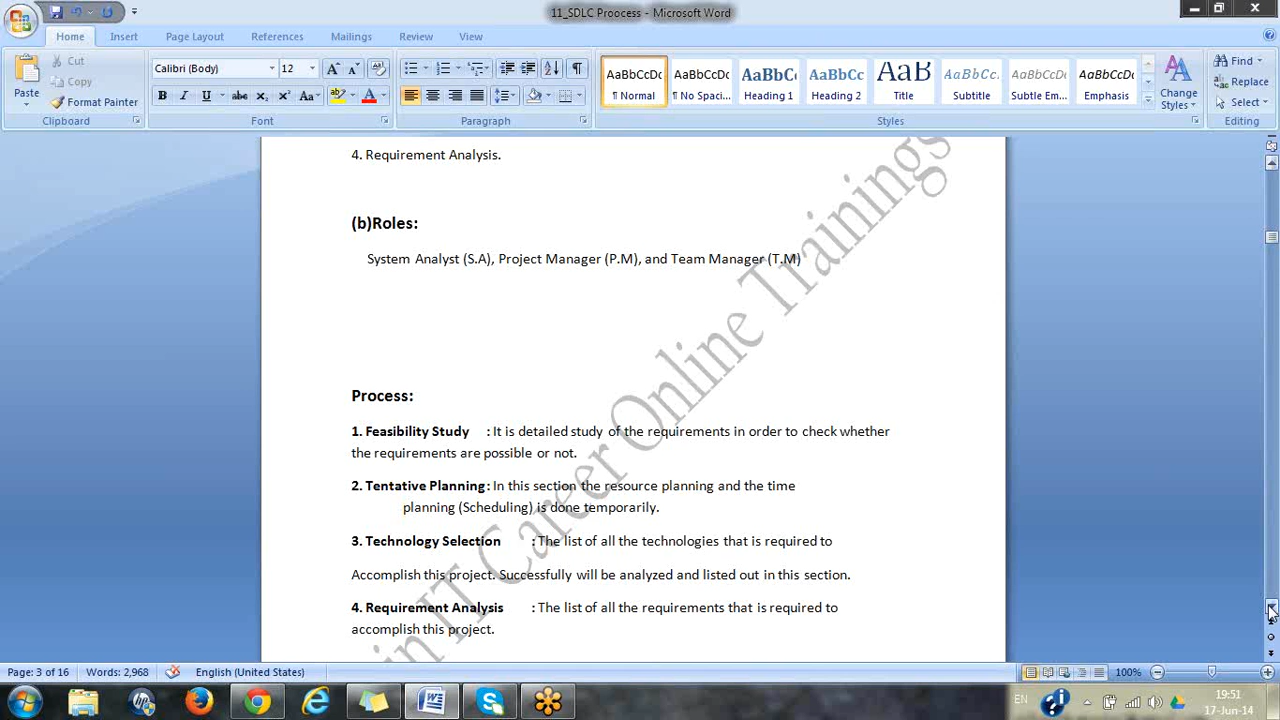 11_SDLC Proocess - Microsoft Word
Home Insert Page Layout References Mailings Review View
Paste
Cut
Copy
Format Painter
Clipboard
Calibri (Body) 12
B I U abc x₂ x² Aa
Font
Paragraph
AaBbCcDc AaBbCcDc AaBbC AaBbCc AaB AaBbCc. AaBbCcDc AaBbCcDc
¶ Normal ¶ No Spaci... Heading 1 Heading 2 Title Subtitle Subtle Em... Emphasis
Styles
Change Styles
Find
Replace
Select
Editing
4. Requirement Analysis.
(b)Roles:
System Analyst (S.A), Project Manager (P.M), and Team Manager (T.M)
Process:
1. Feasibility Study : It is detailed study of the requirements in order to check whether
the requirements are possible or not.
2. Tentative Planning: In this section the resource planning and the time
planning (Scheduling) is done temporarily.
3. Technology Selection : The list of all the technologies that is required to
Accomplish this project. Successfully will be analyzed and listed out in this section.
4. Requirement Analysis : The list of all the requirements that is required to
accomplish this project.
in IT Career Online Trainings
Page: 3 of 16 Words: 2,968 English (United States) 100%
EN 19:51
17-Jun-14